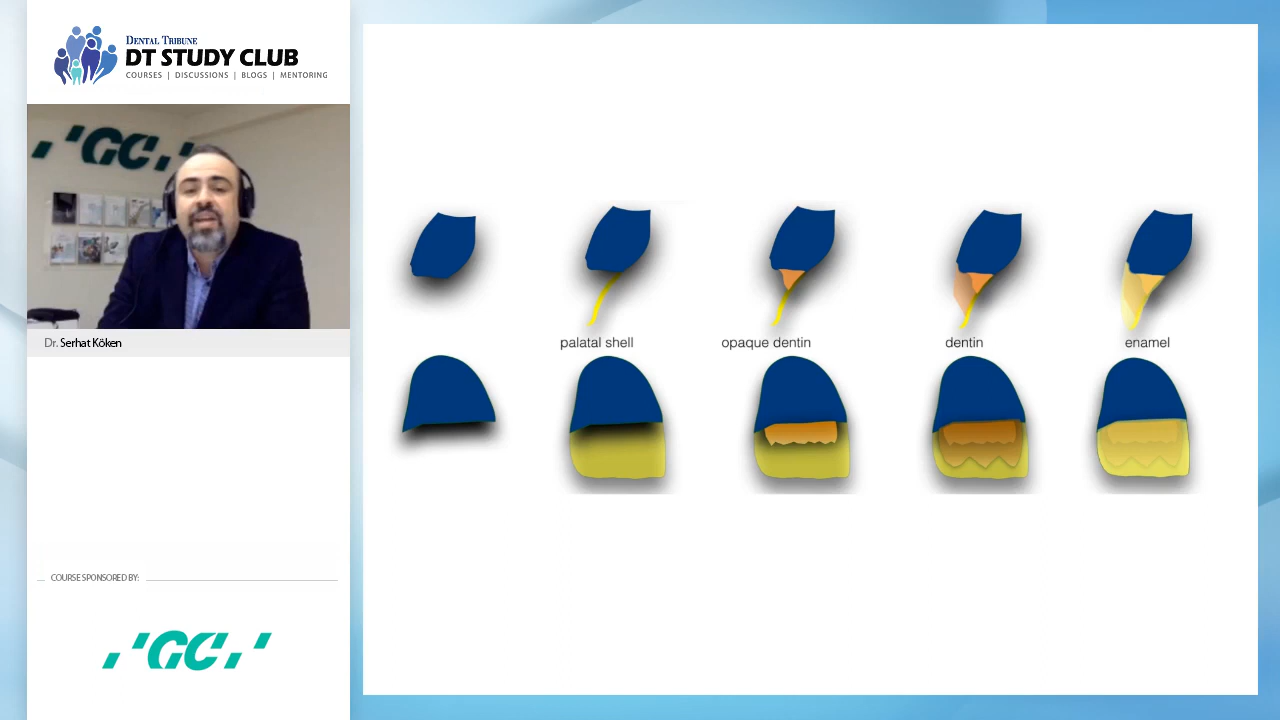 DENTAL TRIBUNE
DT STUDY CLUB
COURSES | DISCUSSIONS | BLOGS | MENTORING
GC
Dr. Serhat Köken
COURSE SPONSORED BY:
GC
palatal shell
opaque dentin
dentin
enamel